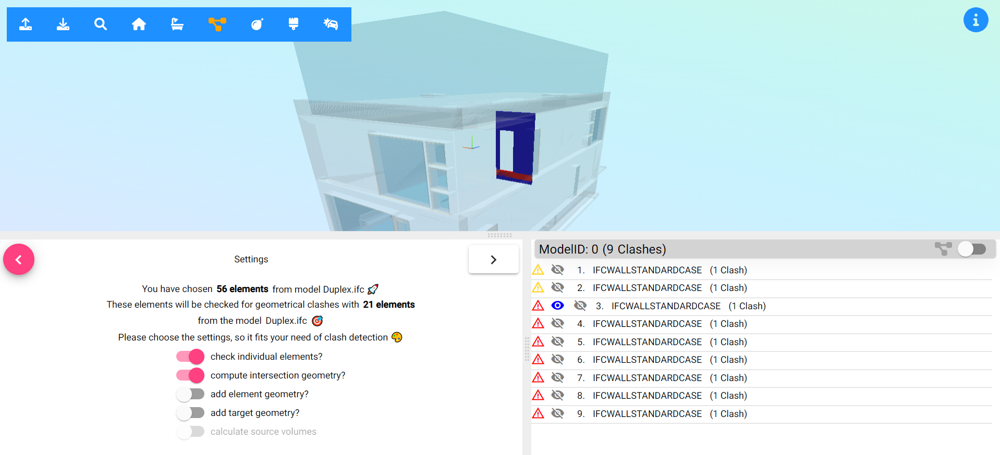 Settings
You have chosen 56 elements from model Duplex.ifc 🚀
These elements will be checked for geometrical clashes with 21 elements
from the model Duplex.ifc 🎯
Please choose the settings, so it fits your need of clash detection 🎨
check individual elements?
compute intersection geometry?
add element geometry?
add target geometry?
calculate source volumes
ModelID: 0 (9 Clashes)
1. IFCWALLSTANDARDCASE (1 Clash)
2. IFCWALLSTANDARDCASE (1 Clash)
3. IFCWALLSTANDARDCASE (1 Clash)
4. IFCWALLSTANDARDCASE (1 Clash)
5. IFCWALLSTANDARDCASE (1 Clash)
6. IFCWALLSTANDARDCASE (1 Clash)
7. IFCWALLSTANDARDCASE (1 Clash)
8. IFCWALLSTANDARDCASE (1 Clash)
9. IFCWALLSTANDARDCASE (1 Clash)